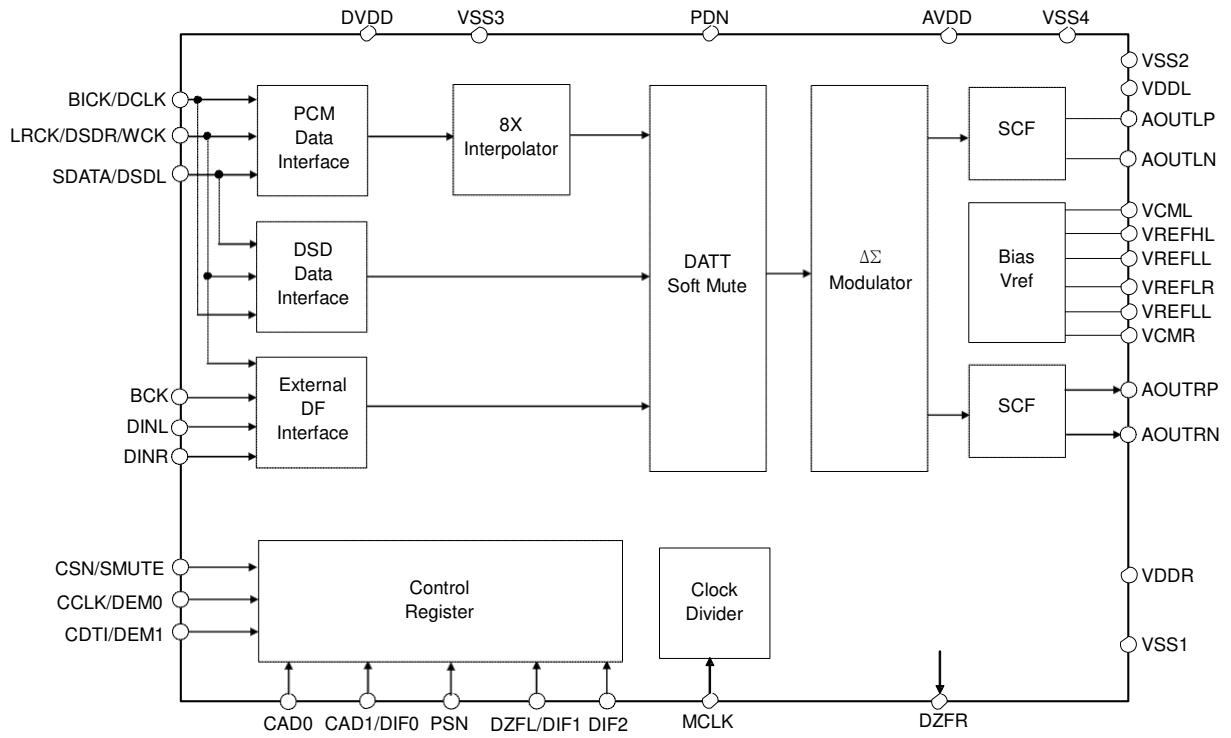 DVDD
VSS3
PDN
AVDD
VSS4
VSS2
VDDL
BICK/DCLK
LRCK/DSDR/WCK
SDATA/DSDL
PCM
Data
Interface
8X
Interpolator
SCF
AOUTLP
AOUTLN
DSD
Data
Interface
DATT
Soft Mute
ΔΣ
Modulator
Bias
Vref
VCML
VREFHL
VREFLL
VREFLR
VREFLL
VCMR
BCK
DINL
DINR
External
DF
Interface
SCF
AOUTRP
AOUTRN
CSN/SMUTE
CCLK/DEM0
CDTI/DEM1
Control
Register
Clock
Divider
VDDR
VSS1
CAD0
CAD1/DIF0
PSN
DZFL/DIF1
DIF2
MCLK
DZFR